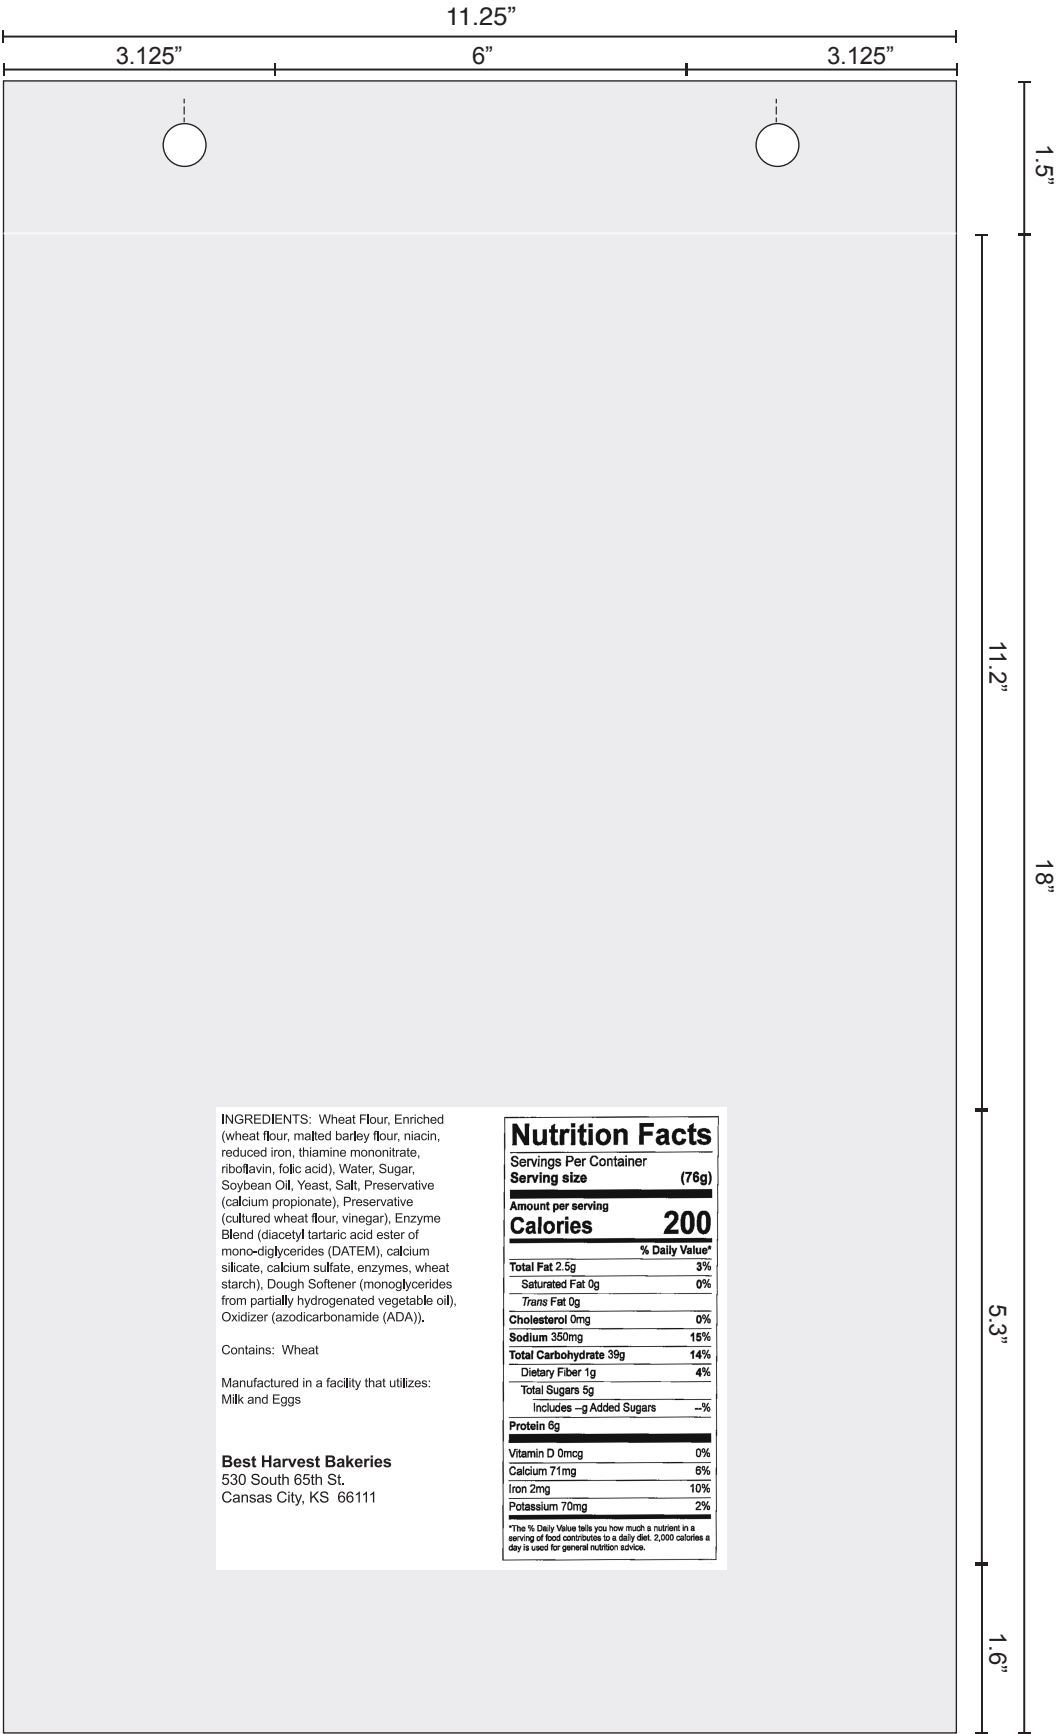 11.25”
3.125”
6”
3.125”
1.5”
11.2”
18”
5.3”
1.6”
INGREDIENTS:  Wheat Flour, Enriched
(wheat flour, malted barley flour, niacin,
reduced iron, thiamine mononitrate,
riboflavin, folic acid), Water, Sugar,
Soybean Oil, Yeast, Salt, Preservative
(calcium propionate), Preservative
(cultured wheat flour, vinegar), Enzyme
Blend (diacetyl tartaric acid ester of
mono-diglycerides (DATEM), calcium
silicate, calcium sulfate, enzymes, wheat
starch), Dough Softener (monoglycerides
from partially hydrogenated vegetable oil),
Oxidizer (azodicarbonamide (ADA)).
Contains:  Wheat
Manufactured in a facility that utilizes:
Milk and Eggs
Best Harvest Bakeries
530 South 65th St.
Cansas City, KS  66111
Nutrition Facts
Servings Per Container
Serving size (76g)
Amount per serving
Calories 200
% Daily Value*
Total Fat 2.5g 3%
Saturated Fat 0g 0%
Trans Fat 0g
Cholesterol 0mg 0%
Sodium 350mg 15%
Total Carbohydrate 39g 14%
Dietary Fiber 1g 4%
Total Sugars 5g
Includes --g Added Sugars --%
Protein 6g
Vitamin D 0mcg 0%
Calcium 71mg 6%
Iron 2mg 10%
Potassium 70mg 2%
*The % Daily Value tells you how much a nutrient in a
serving of food contributes to a daily diet. 2,000 calories a
day is used for general nutrition advice.